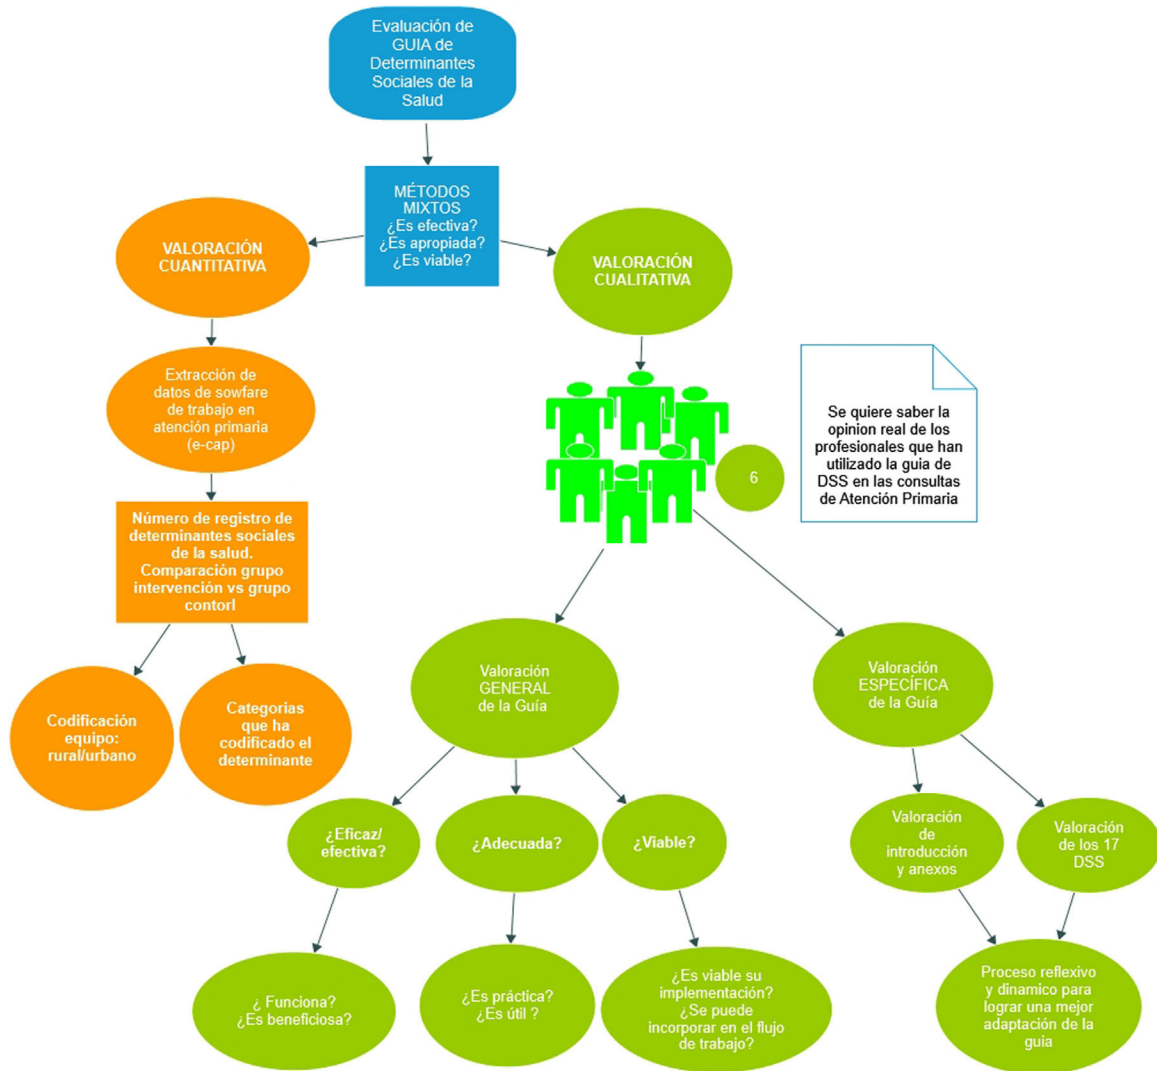 Evaluación de
GUIA de
Determinantes
Sociales de la
Salud
MÉTODOS
MIXTOS
¿Es efectiva?
¿Es apropiada?
¿Es viable?
VALORACIÓN
CUANTITATIVA
VALORACIÓN
CUALITATIVA
Extracción de
datos de sowfare
de trabajo en
atención primaria
(e-cap)
Se quiere saber la
opinion real de los
profesionales que han
utilizado la guia de
DSS en las consultas
de Atención Primaria
6
Número de registro de
determinantes sociales
de la salud.
Comparación grupo
intervención vs grupo
contorl
Codificación
equipo:
rural/urbano
Categorias
que ha
codificado el
determinante
Valoración
GENERAL
de la Guía
Valoración
ESPECÍFICA
de la Guía
¿Eficaz/
efectiva?
¿Adecuada?
¿Viable?
Valoración
de
introducción
y anexos
Valoración
de los 17
DSS
¿ Funciona?
¿Es beneficiosa?
¿Es práctica?
¿Es útil ?
¿Es viable su
implementación?
¿Se puede
incorporar en el flujo
de trabajo?
Proceso reflexivo
y dinamico para
lograr una mejor
adaptación de la
guia